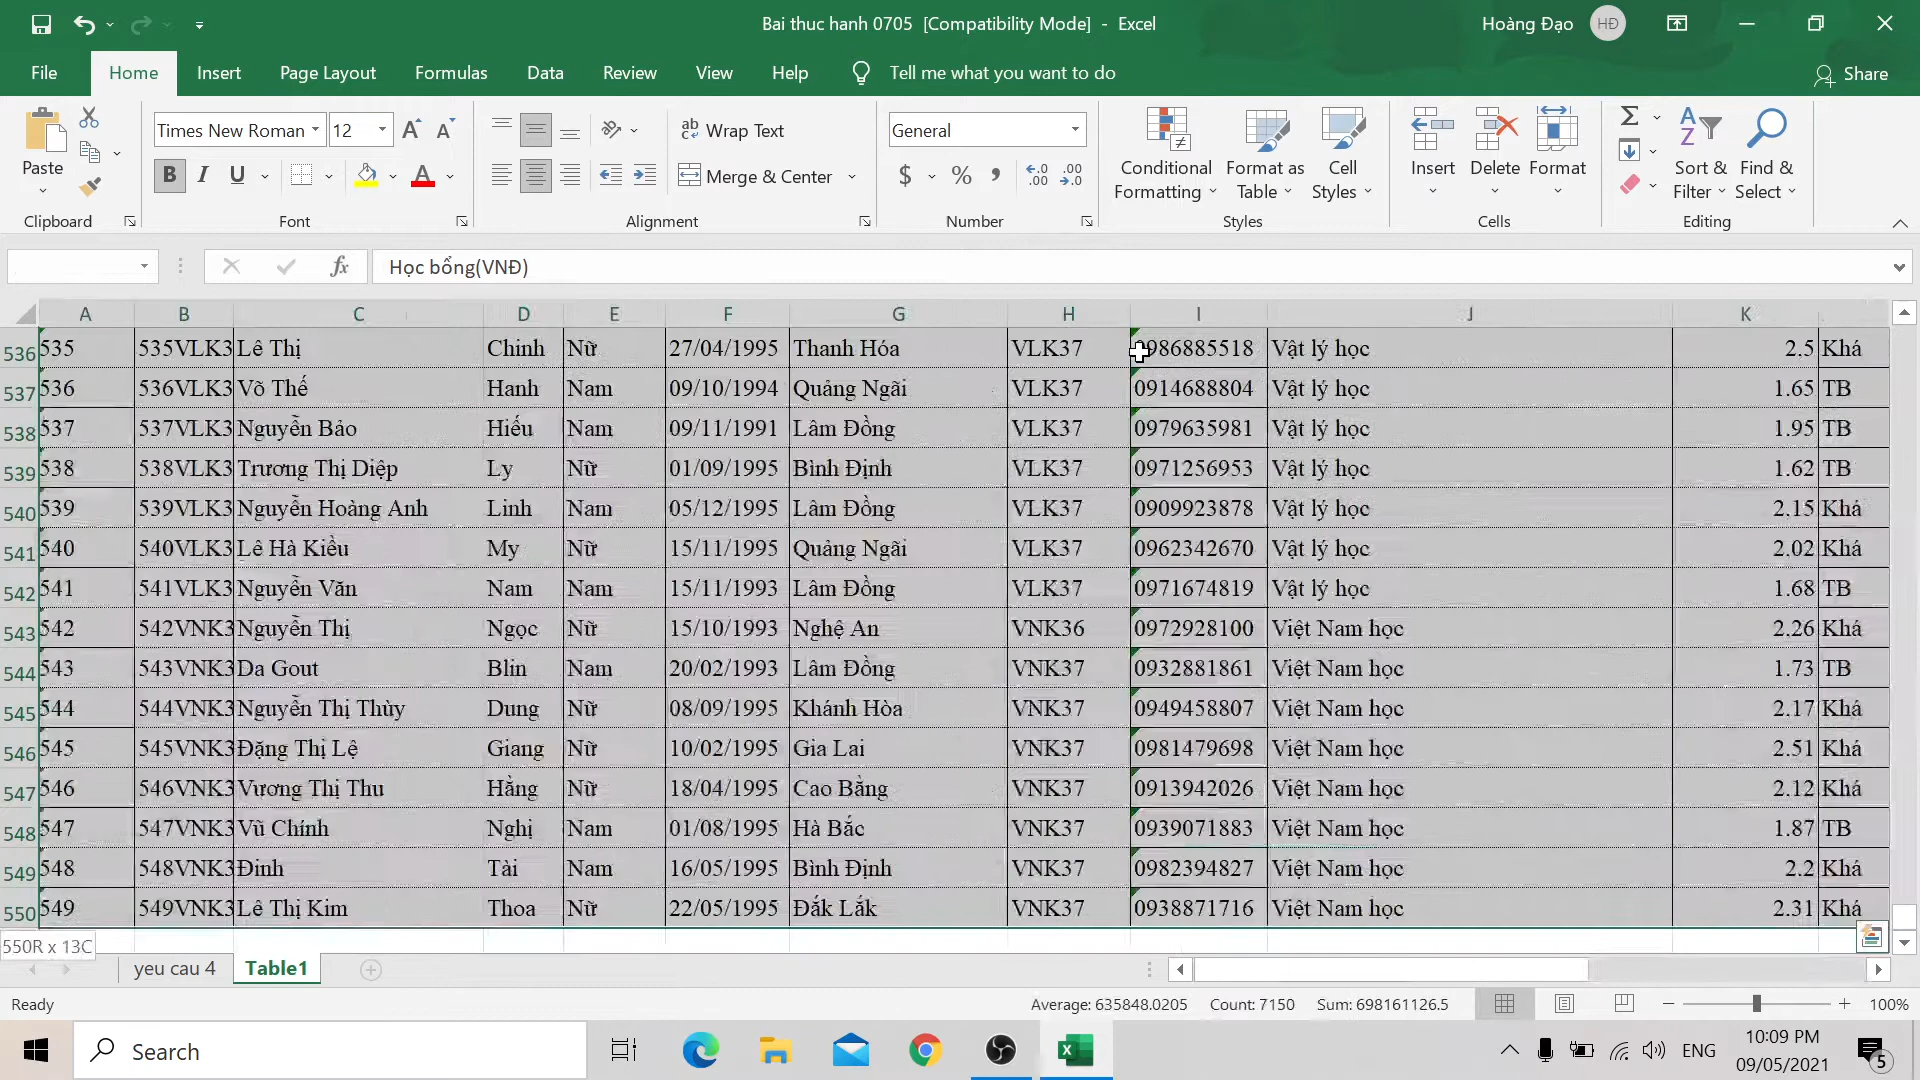 Bai thuc hanh 0705 [Compatibility Mode] - Excel
Hoàng Đạo HĐ
File Home Insert Page Layout Formulas Data Review View Help Tell me what you want to do Share
Paste
Clipboard
Times New Roman 12
B I U A
Font
Wrap Text
Merge & Center
Alignment
General
$ % ,
Number
Conditional Formatting
Format as Table
Cell Styles
Styles
Insert Delete Format
Cells
Sort & Filter
Find & Select
Editing
fx Học bổng(VNĐ)
A B C D E F G H I J K
536 535 535VLK3 Lê Thị Chinh Nữ 27/04/1995 Thanh Hóa VLK37 0986885518 Vật lý học 2.5 Khá
537 536 536VLK3 Võ Thế Hanh Nam 09/10/1994 Quảng Ngãi VLK37 0914688804 Vật lý học 1.65 TB
538 537 537VLK3 Nguyễn Bảo Hiếu Nam 09/11/1991 Lâm Đồng VLK37 0979635981 Vật lý học 1.95 TB
539 538 538VLK3 Trương Thị Diệp Ly Nữ 01/09/1995 Bình Định VLK37 0971256953 Vật lý học 1.62 TB
540 539 539VLK3 Nguyễn Hoàng Anh Linh Nam 05/12/1995 Lâm Đồng VLK37 0909923878 Vật lý học 2.15 Khá
541 540 540VLK3 Lê Hà Kiều My Nữ 15/11/1995 Quảng Ngãi VLK37 0962342670 Vật lý học 2.02 Khá
542 541 541VLK3 Nguyễn Văn Nam Nam 15/11/1993 Lâm Đồng VLK37 0971674819 Vật lý học 1.68 TB
543 542 542VNK3 Nguyễn Thị Ngọc Nữ 15/10/1993 Nghệ An VNK36 0972928100 Việt Nam học 2.26 Khá
544 543 543VNK3 Da Gout Blin Nam 20/02/1993 Lâm Đồng VNK37 0932881861 Việt Nam học 1.73 TB
545 544 544VNK3 Nguyễn Thị Thùy Dung Nữ 08/09/1995 Khánh Hòa VNK37 0949458807 Việt Nam học 2.17 Khá
546 545 545VNK3 Đặng Thị Lệ Giang Nữ 10/02/1995 Gia Lai VNK37 0981479698 Việt Nam học 2.51 Khá
547 546 546VNK3 Vương Thị Thu Hằng Nữ 18/04/1995 Cao Bằng VNK37 0913942026 Việt Nam học 2.12 Khá
548 547 547VNK3 Vũ Chính Nghị Nam 01/08/1995 Hà Bắc VNK37 0939071883 Việt Nam học 1.87 TB
549 548 548VNK3 Đinh Tài Nam 16/05/1995 Bình Định VNK37 0982394827 Việt Nam học 2.2 Khá
550 549 549VNK3 Lê Thị Kim Thoa Nữ 22/05/1995 Đắk Lắk VNK37 0938871716 Việt Nam học 2.31 Khá
550R x 13C
yeu cau 4 Table1
Ready Average: 635848.0205 Count: 7150 Sum: 698161126.5 100%
Search ENG 10:09 PM
09/05/2021 5